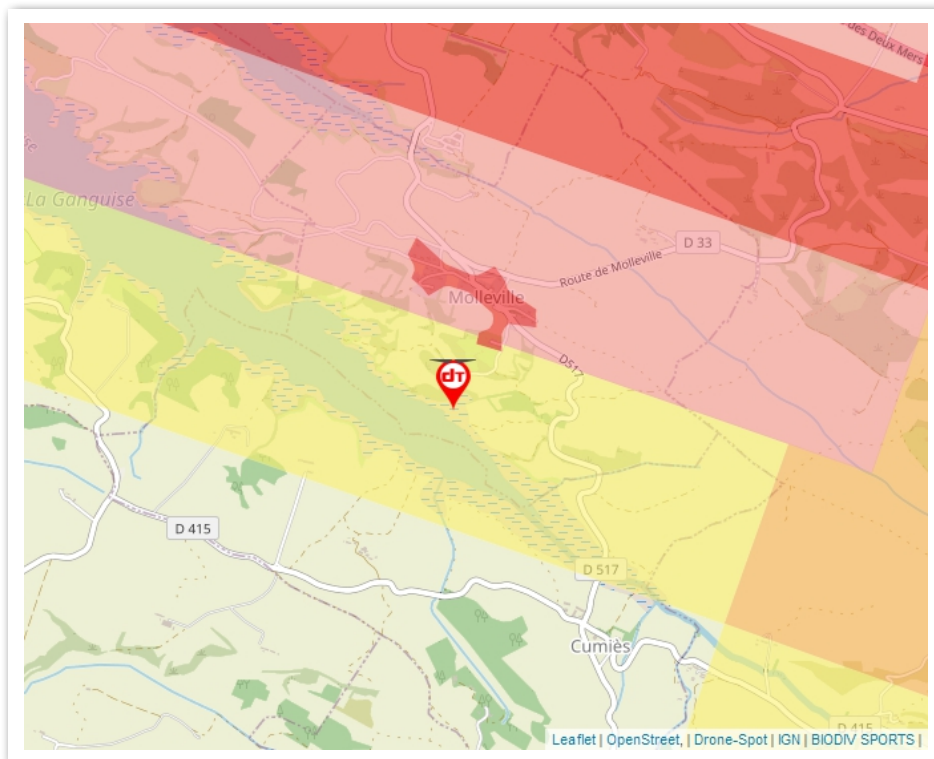 des Deux Mers
La Ganguise
D 33
Route de Molleville
Molleville
D517
dT
D 415
D 517
Cumiès
D 415
Leaflet | OpenStreet, | Drone-Spot | IGN | BIODIV SPORTS |